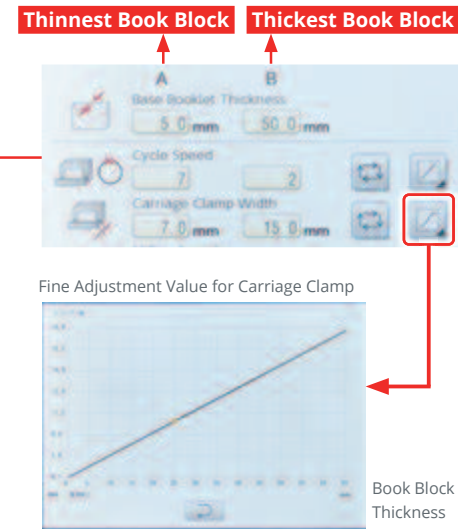 Thinnest Book Block Thickest Book Block
A B
Base Booklet Thickness
5.0 mm 50.0 mm
Cycle Speed
7 2
Carriage Clamp Width
7.0 mm 15.0 mm
Fine Adjustment Value for Carriage Clamp
Book Block
Thickness